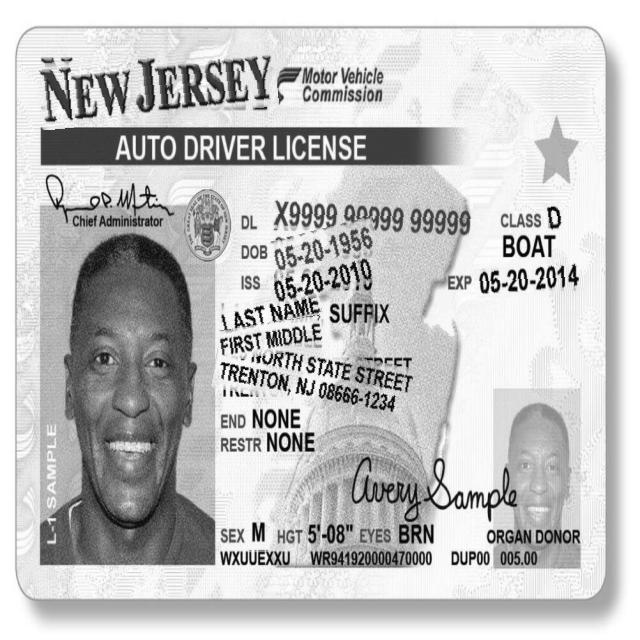 NEW JERSEY Motor Vehicle Commission
AUTO DRIVER LICENSE
Chief Administrator
DL X9999 99999 99999 CLASS D
DOB 05-20-1956 BOAT
ISS 05-20-2010 EXP 05-20-2014
LAST NAME, SUFFIX
FIRST MIDDLE
NORTH STATE STREET
TRENTON, NJ 08666-1234
END NONE
RESTR NONE
L-1 SAMPLE
Avery Sample
SEX M HGT 5'-08" EYES BRN ORGAN DONOR
WXUUEXXU WR941920000470000 DUP00 005.00